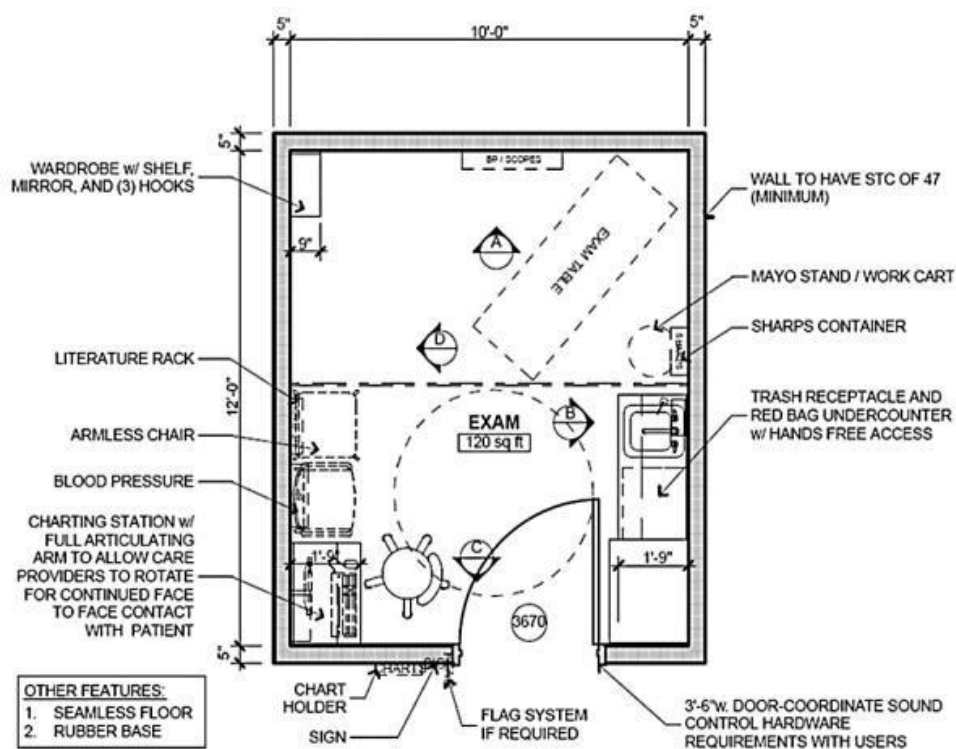 5"
10'-0"
5"
5"
BP / SCOPES
WARDROBE w/ SHELF,
MIRROR, AND (3) HOOKS
WALL TO HAVE STC OF 47
(MINIMUM)
9"
A
EXAM TABLE
MAYO STAND / WORK CART
SHARPS CONTAINER
SHARPS
D
LITERATURE RACK
12'-0"
TRASH RECEPTACLE AND
RED BAG UNDERCOUNTER
w/ HANDS FREE ACCESS
B
EXAM
120 sq ft
ARMLESS CHAIR
BLOOD PRESSURE
CHARTING STATION w/
FULL ARTICULATING
ARM TO ALLOW CARE
PROVIDERS TO ROTATE
FOR CONTINUED FACE
TO FACE CONTACT
WITH PATIENT
1'-9"
C
1'-9"
3670
5"
CHARTS
OTHER FEATURES:
1. SEAMLESS FLOOR
2. RUBBER BASE
CHART
HOLDER
SIGN
FLAG SYSTEM
IF REQUIRED
3'-6"w. DOOR-COORDINATE SOUND
CONTROL HARDWARE
REQUIREMENTS WITH USERS